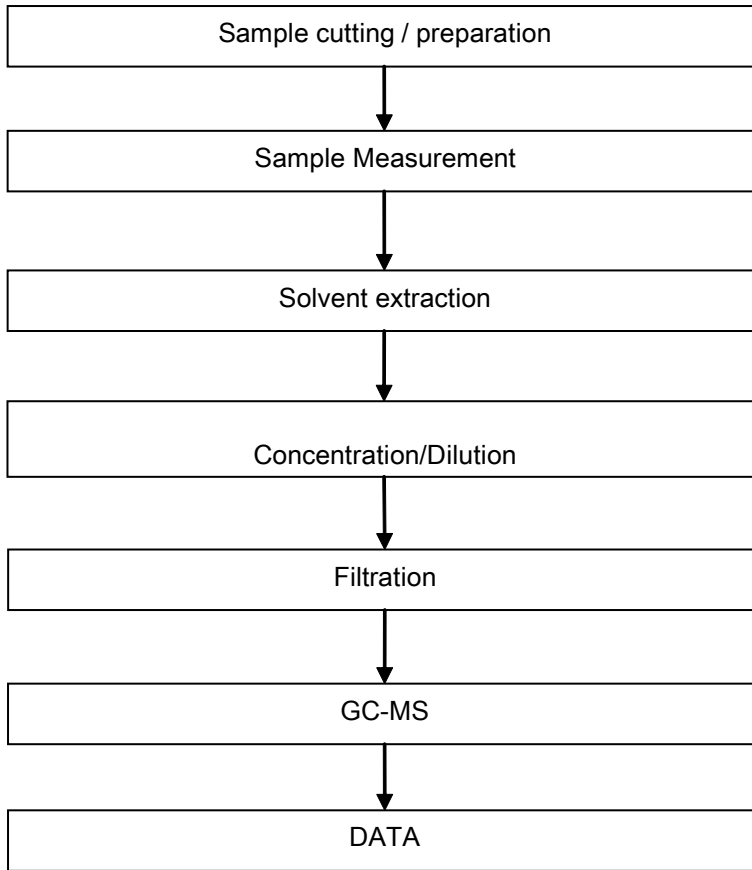 Sample cutting / preparation
Sample Measurement
Solvent extraction
Concentration/Dilution
Filtration
GC-MS
DATA